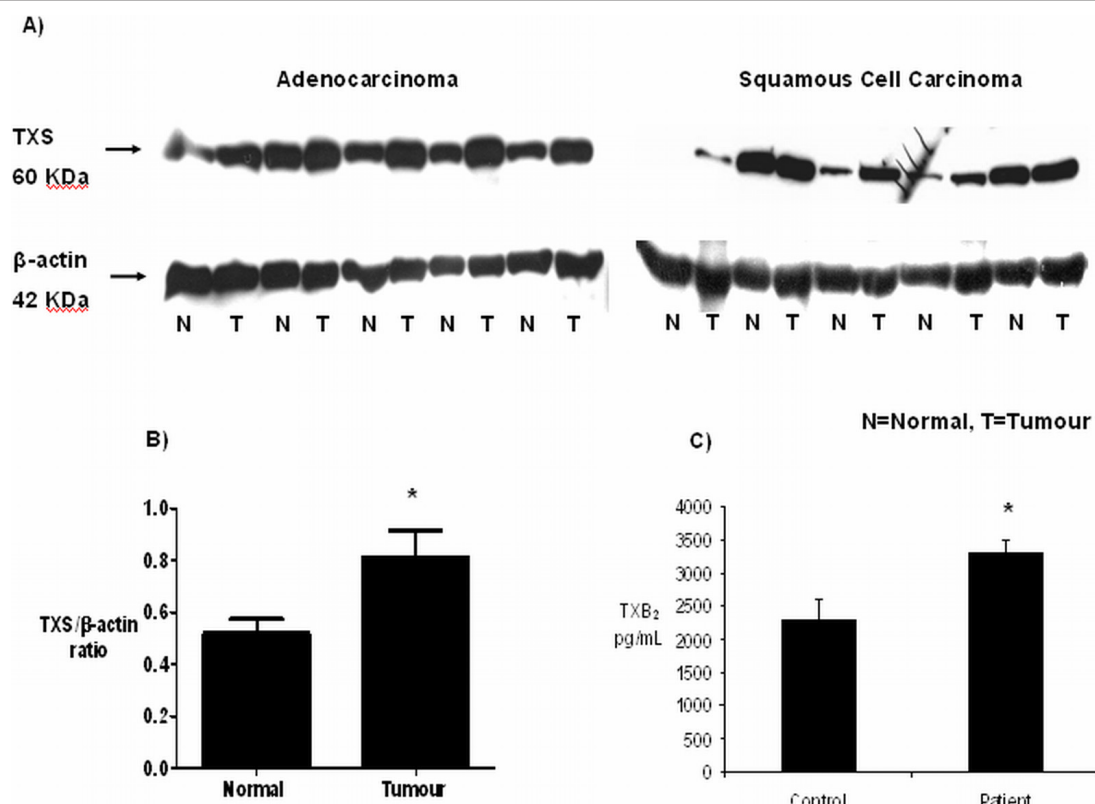 A)
Adenocarcinoma
Squamous Cell Carcinoma
TXS
60 KDa
β-actin
42 KDa
N T N T N T N T N T
N T N T N T N T N T
N=Normal, T=Tumour
B)
*
1.0
0.8
0.6
0.4
0.2
0.0
TXS/β-actin
ratio
Normal Tumour
C)
*
4000
3500
3000
2500
2000
1500
1000
500
0
TXB₂
pg/mL
Control Patient